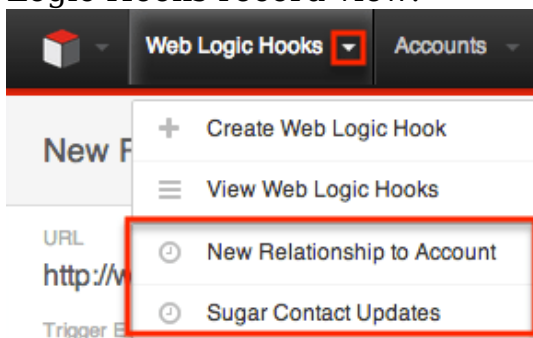 Logic Hooks record view.
Web Logic Hooks Accounts
Create Web Logic Hook
New
View Web Logic Hooks
URL
New Relationship to Account
http://w
Sugar Contact Updates
Trigger